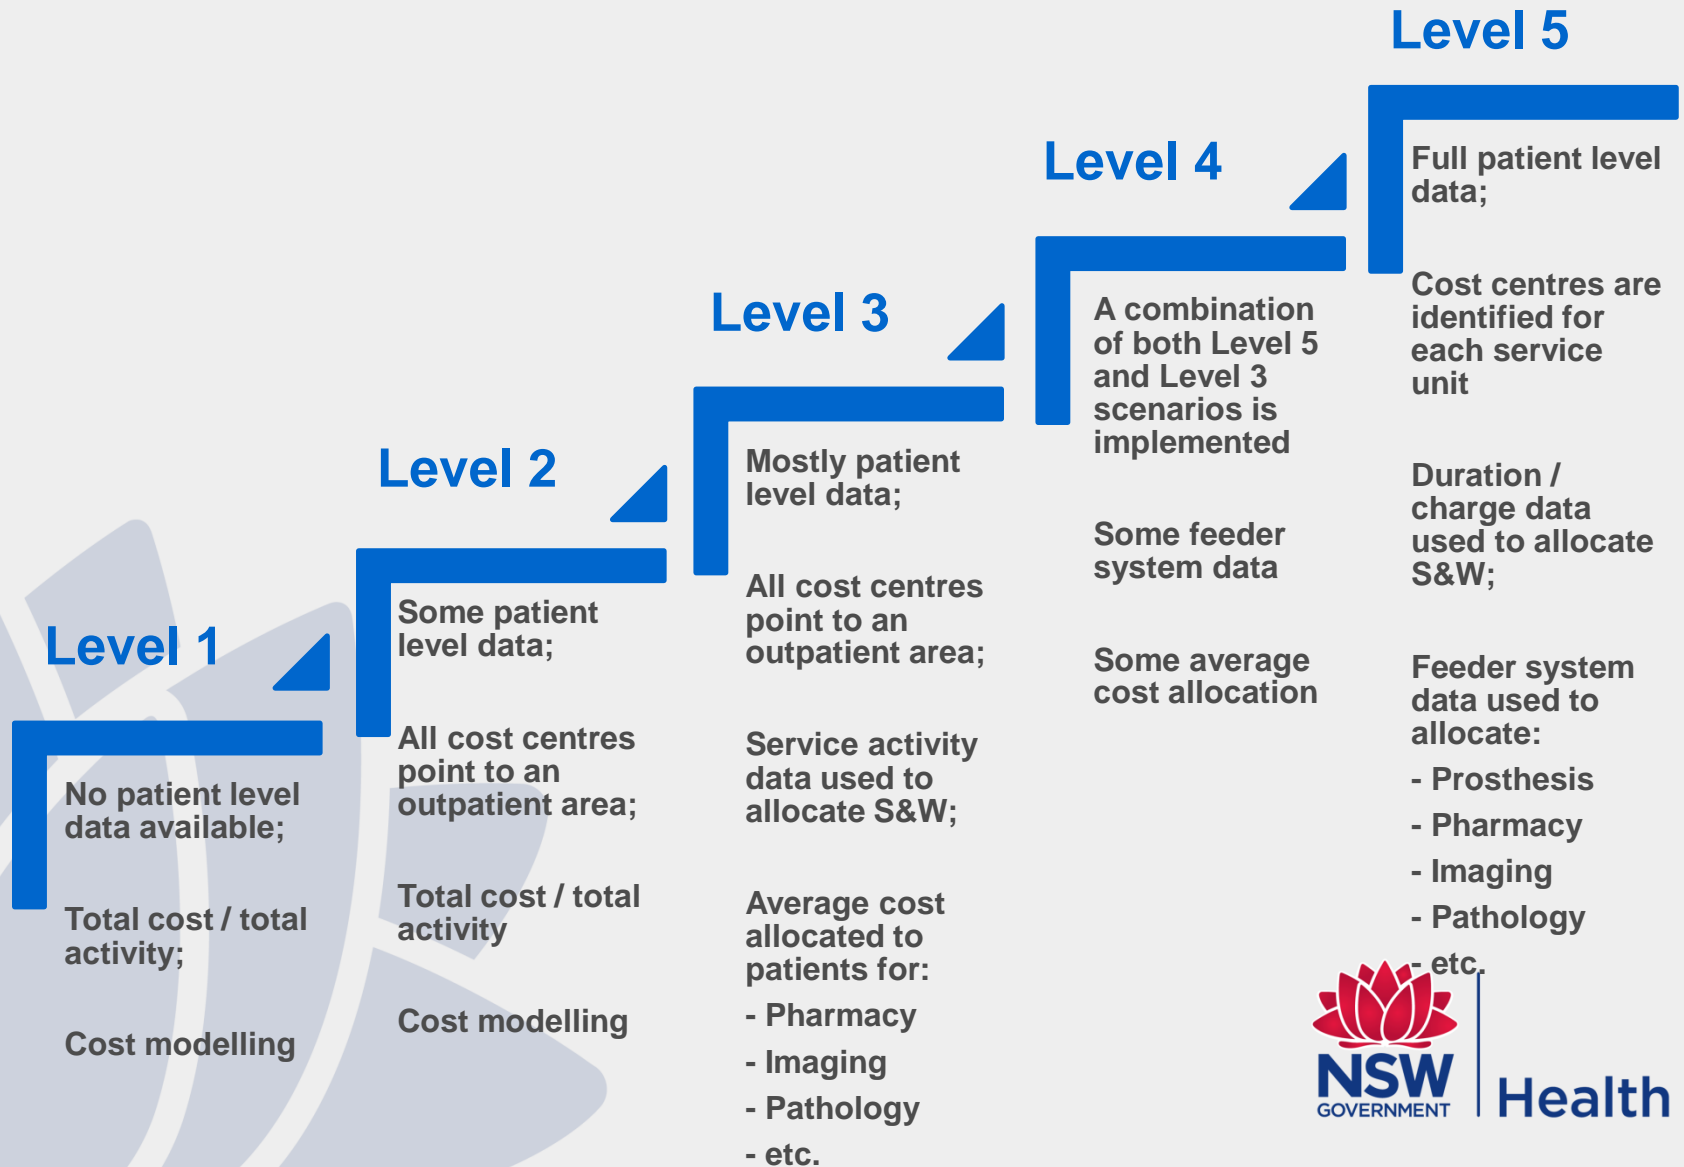 Level 1
No patient level
data available;
Total cost / total
activity;
Cost modelling
Level 2
Some patient
level data;
All cost centres
point to an
outpatient area;
Total cost / total
activity
Cost modelling
Level 3
Mostly patient
level data;
All cost centres
point to an
outpatient area;
Service activity
data used to
allocate S&W;
Average cost
allocated to
patients for:
- Pharmacy
- Imaging
- Pathology
- etc.
Level 4
A combination
of both Level 5
and Level 3
scenarios is
implemented
Some feeder
system data
Some average
cost allocation
Level 5
Full patient level
data;
Cost centres are
identified for
each service
unit
Duration /
charge data
used to allocate
S&W;
Feeder system
data used to
allocate:
- Prosthesis
- Pharmacy
- Imaging
- Pathology
- etc.
NSW
GOVERNMENT
Health